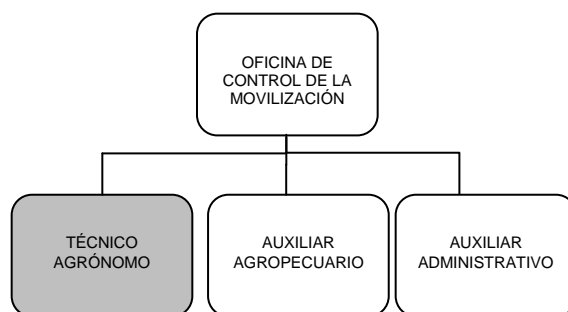 OFICINA DE
CONTROL DE LA
MOVILIZACIÓN
TÉCNICO
AGRÓNOMO
AUXILIAR
AGROPECUARIO
AUXILIAR
ADMINISTRATIVO